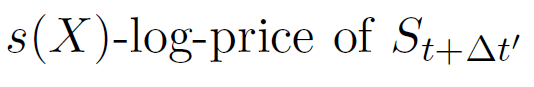 s(X)-log-price of S_{t+Δt'}